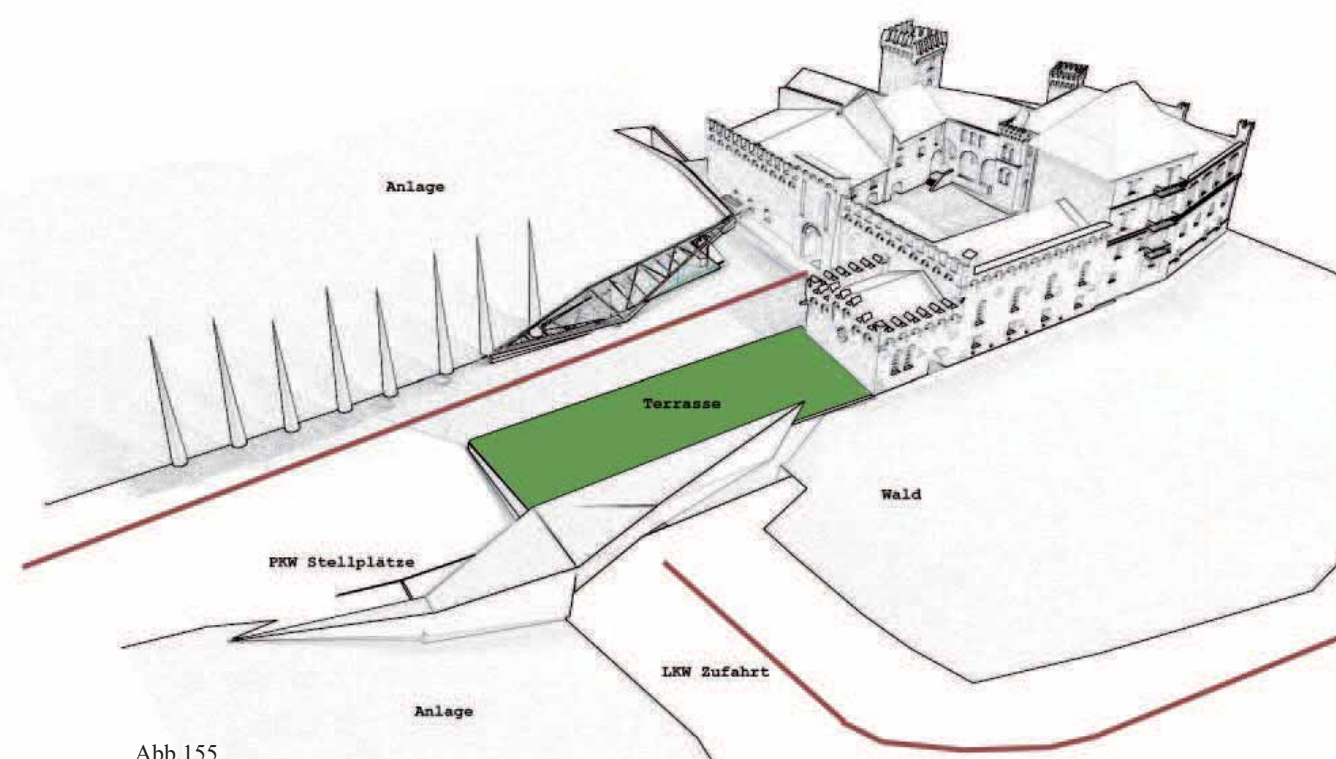 Anlage
Terrasse
Wald
PKW Stellplätze
LKW Zufahrt
Anlage
Abb.155